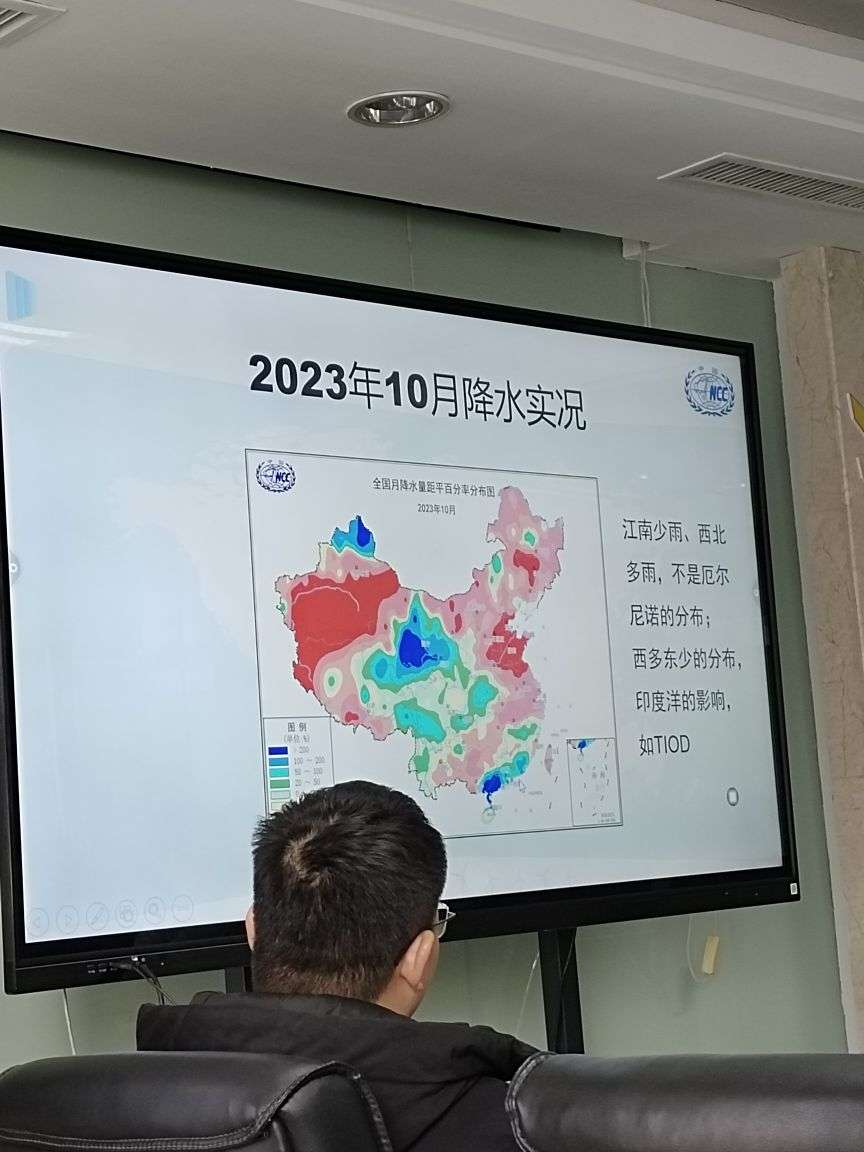 2023年10月降水实况
NCC
NCC
全国月降水量距平百分率分布图
2023年10月
江南少雨、西北
多雨，不是厄尔
尼诺的分布；
西多东少的分布，
印度洋的影响，
如TIOD
图 例
(单位:%)
> 200
100 ~ 200
50 ~ 100
20 ~ 50